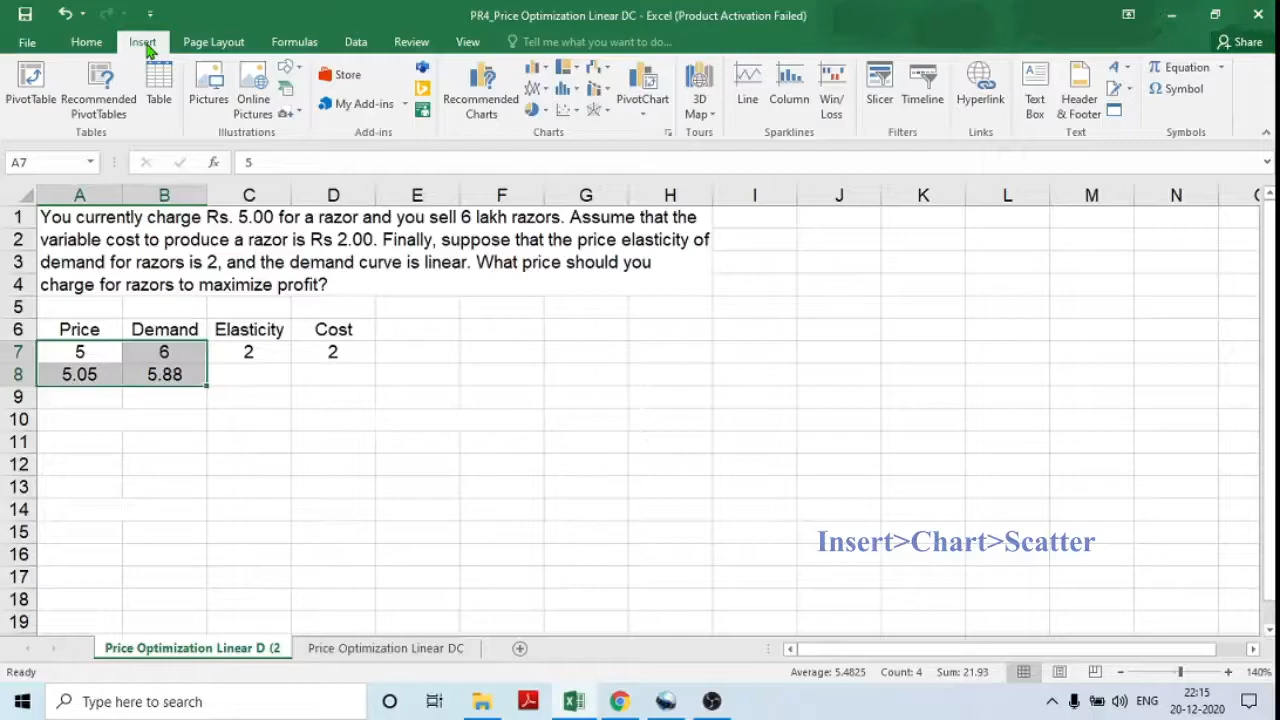 PR4_Price Optimization Linear DC - Excel (Product Activation Failed)
File Home Insert Page Layout Formulas Data Review View Tell me what you want to do... Share
PivotTable Recommended PivotTables Table
Pictures Online Pictures
Store
My Add-ins
Recommended Charts
PivotChart
3D Map
Line Column Win/Loss
Slicer Timeline
Hyperlink
Text Box Header & Footer
Equation
Symbol
Tables Illustrations Add-ins Charts Tours Sparklines Filters Links Text Symbols
A7 fx 5
A B C D E F G H I J K L M N
1 You currently charge Rs. 5.00 for a razor and you sell 6 lakh razors. Assume that the
2 variable cost to produce a razor is Rs 2.00. Finally, suppose that the price elasticity of
3 demand for razors is 2, and the demand curve is linear. What price should you
4 charge for razors to maximize profit?
5
6 Price Demand Elasticity Cost
7 5 6 2 2
8 5.05 5.88
9
10
11
12
13
14
15
Insert>Chart>Scatter
16
17
18
19
Price Optimization Linear D (2 Price Optimization Linear DC
Ready Average: 5.4825 Count: 4 Sum: 21.93 140%
Type here to search ENG 22:15
20-12-2020